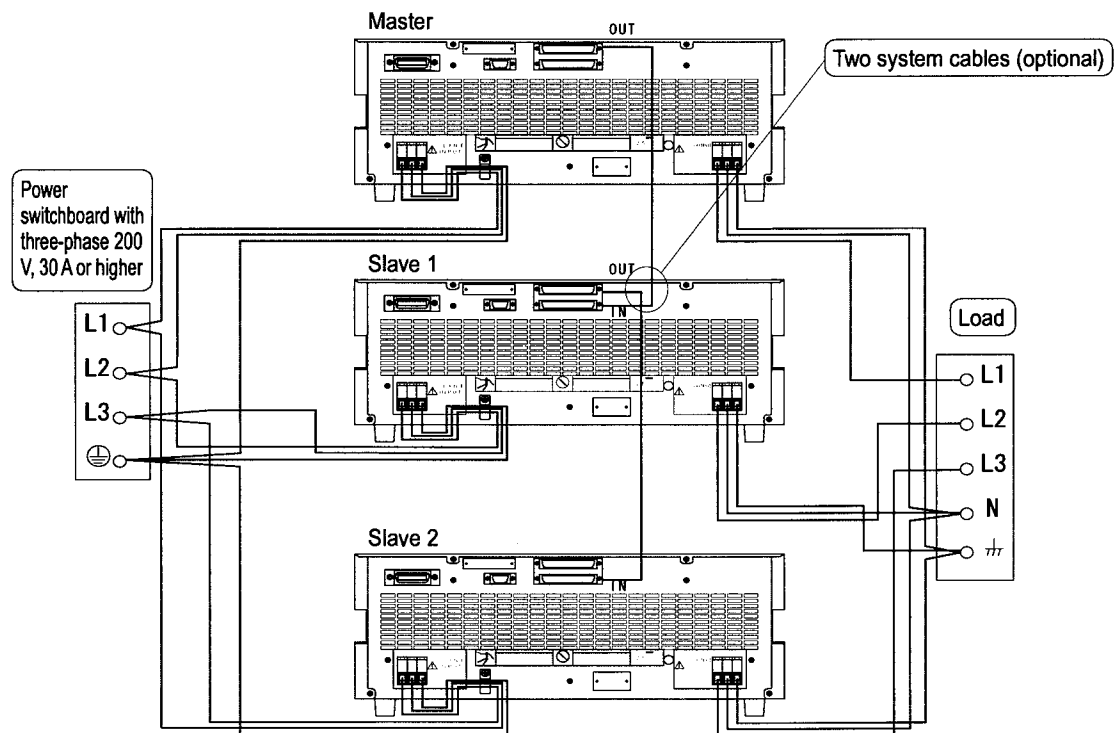 Master
OUT
Two system cables (optional)
Power
switchboard with
three-phase 200
V, 30 A or higher
Slave 1
OUT
IN
L1
L2
L3
Load
L1
L2
L3
N
Slave 2
IN